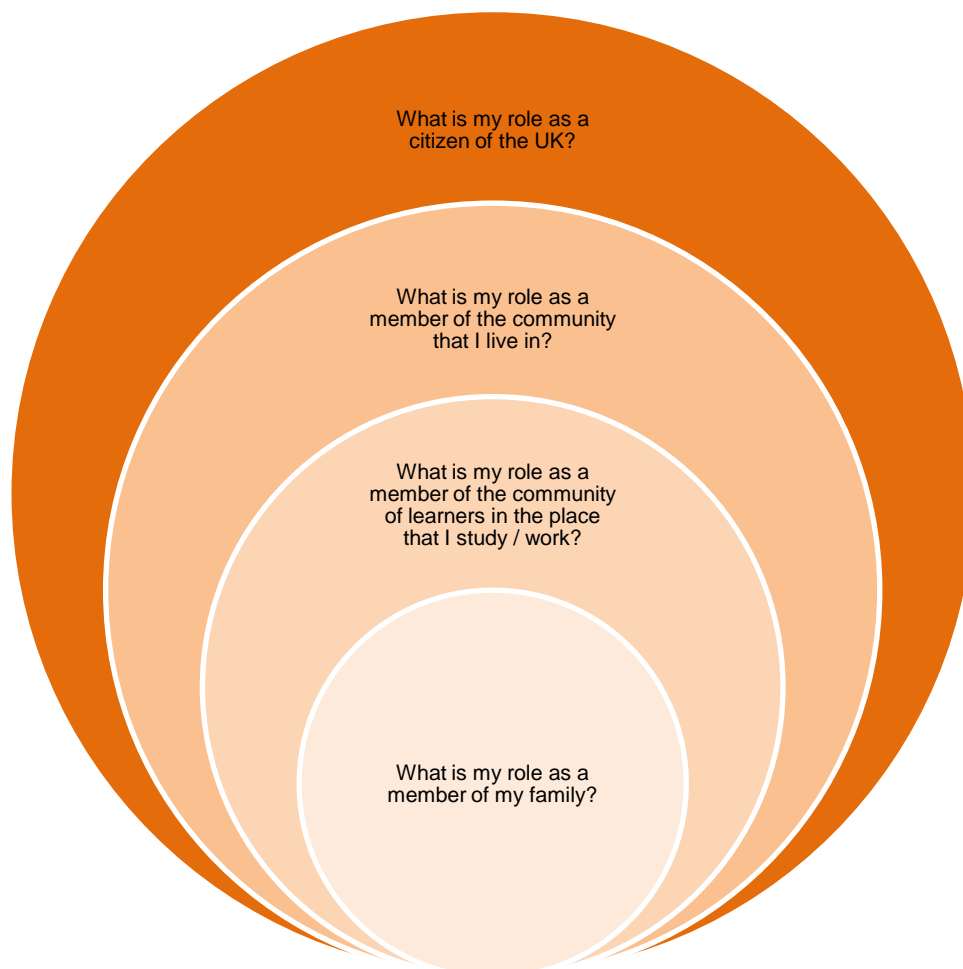 What is my role as a
citizen of the UK?
What is my role as a
member of the community
that I live in?
What is my role as a
member of the community
of learners in the place
that I study / work?
What is my role as a
member of my family?